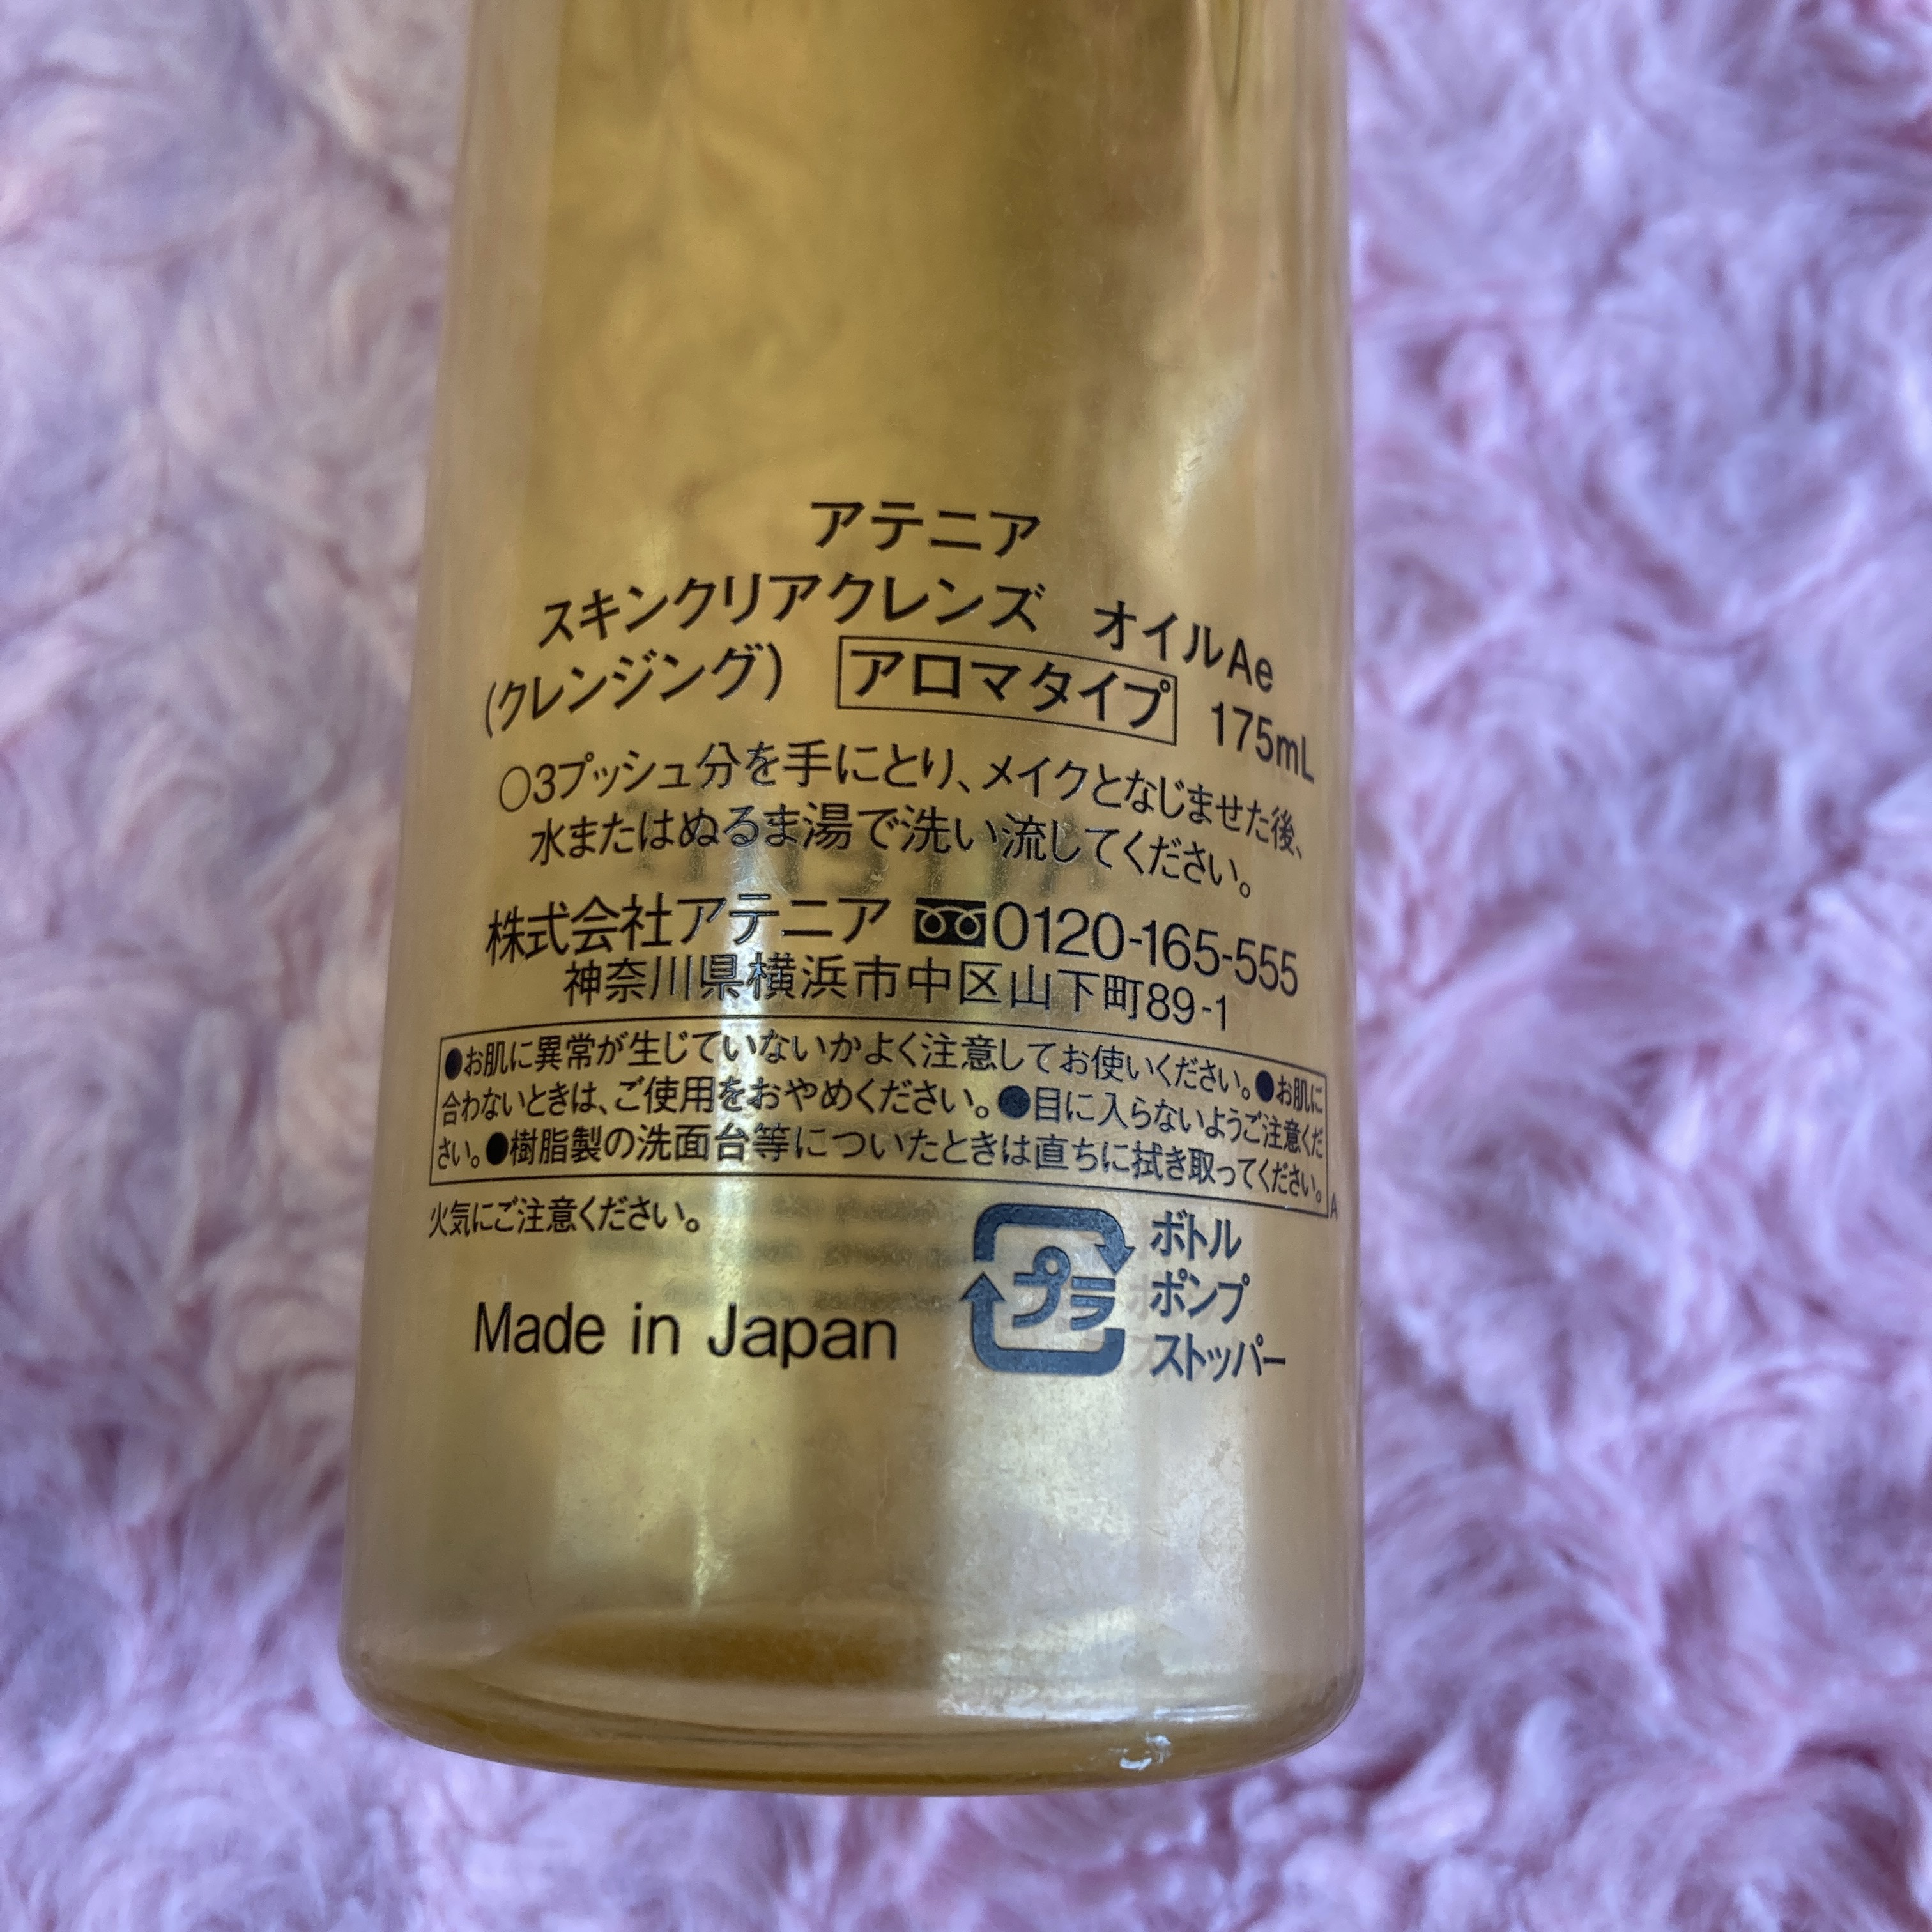 アテニア
スキンクリアクレンズ オイルAe
(クレンジング) アロマタイプ 175mL
○3プッシュ分を手にとり、メイクとなじませた後、
水またはぬるま湯で洗い流してください。
株式会社アテニア 0120-165-555
神奈川県横浜市中区山下町89-1
●お肌に異常が生じていないかよく注意してお使いください。●お肌に
合わないときは、ご使用をおやめください。●目に入らないようご注意くだ
さい。●樹脂製の洗面台等についたときは直ちに拭き取ってください。
A
火気にご注意ください。
プラ
ボトル
ポンプ
ストッパー
Made in Japan